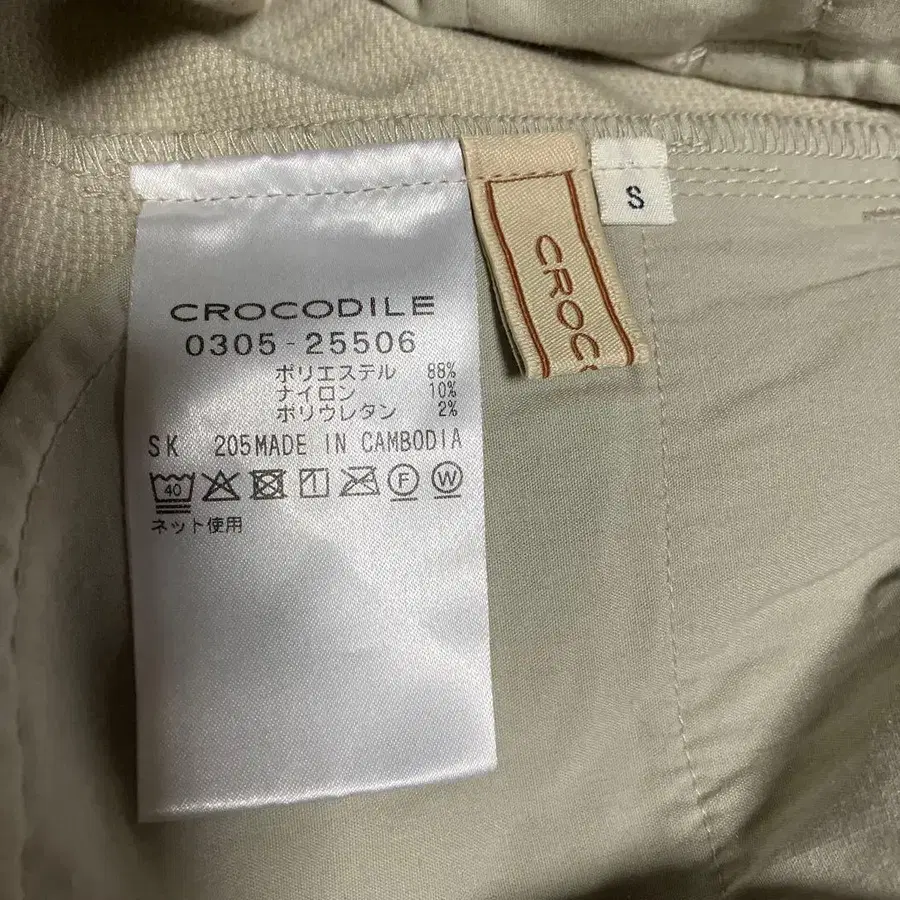 CROCODILE
0305-25506
ポリエステル 88%
ナイロン 10%
ポリウレタン 2%
SK 205MADE IN CAMBODIA
40
F
W
ネット使用
CROCO
S